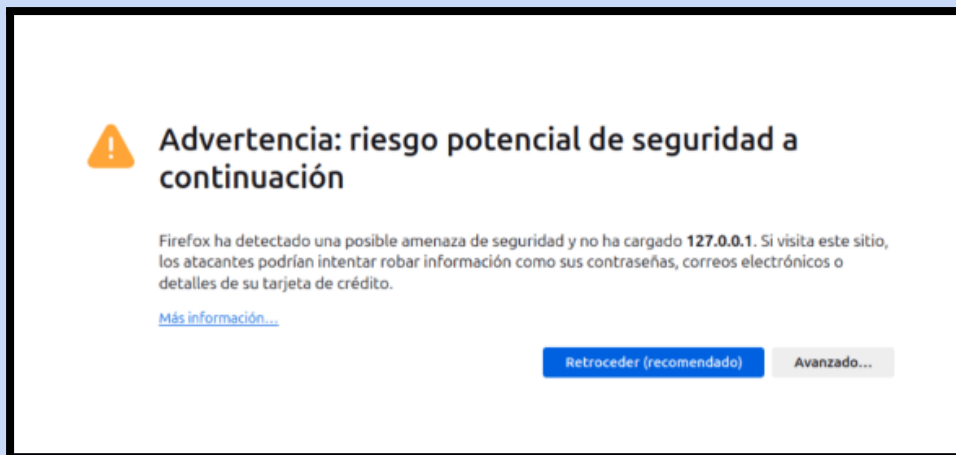 Advertencia: riesgo potencial de seguridad a
continuación
Firefox ha detectado una posible amenaza de seguridad y no ha cargado 127.0.0.1. Si visita este sitio,
los atacantes podrían intentar robar información como sus contraseñas, correos electrónicos o
detalles de su tarjeta de crédito.
Más información...
Retroceder (recomendado) Avanzado...